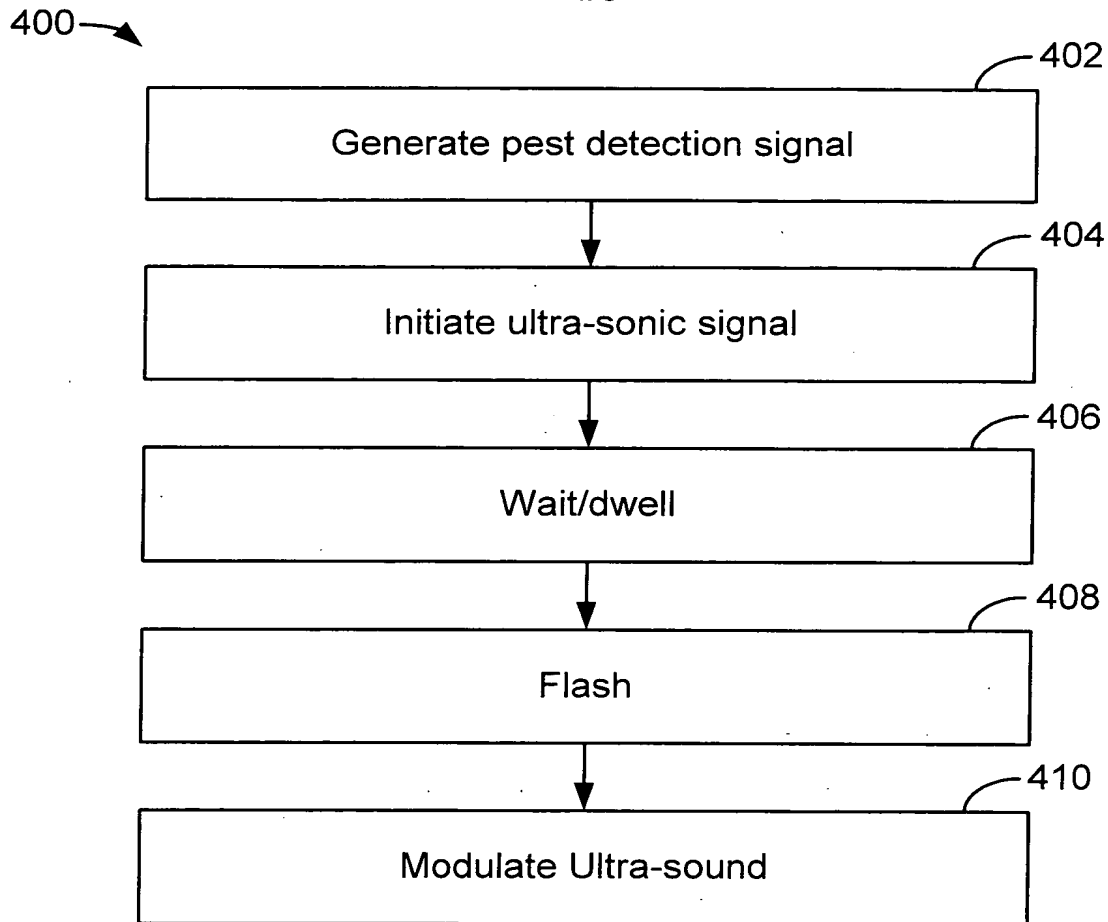 400
402
Generate pest detection signal
404
Initiate ultra-sonic signal
406
Wait/dwell
408
Flash
410
Modulate Ultra-sound